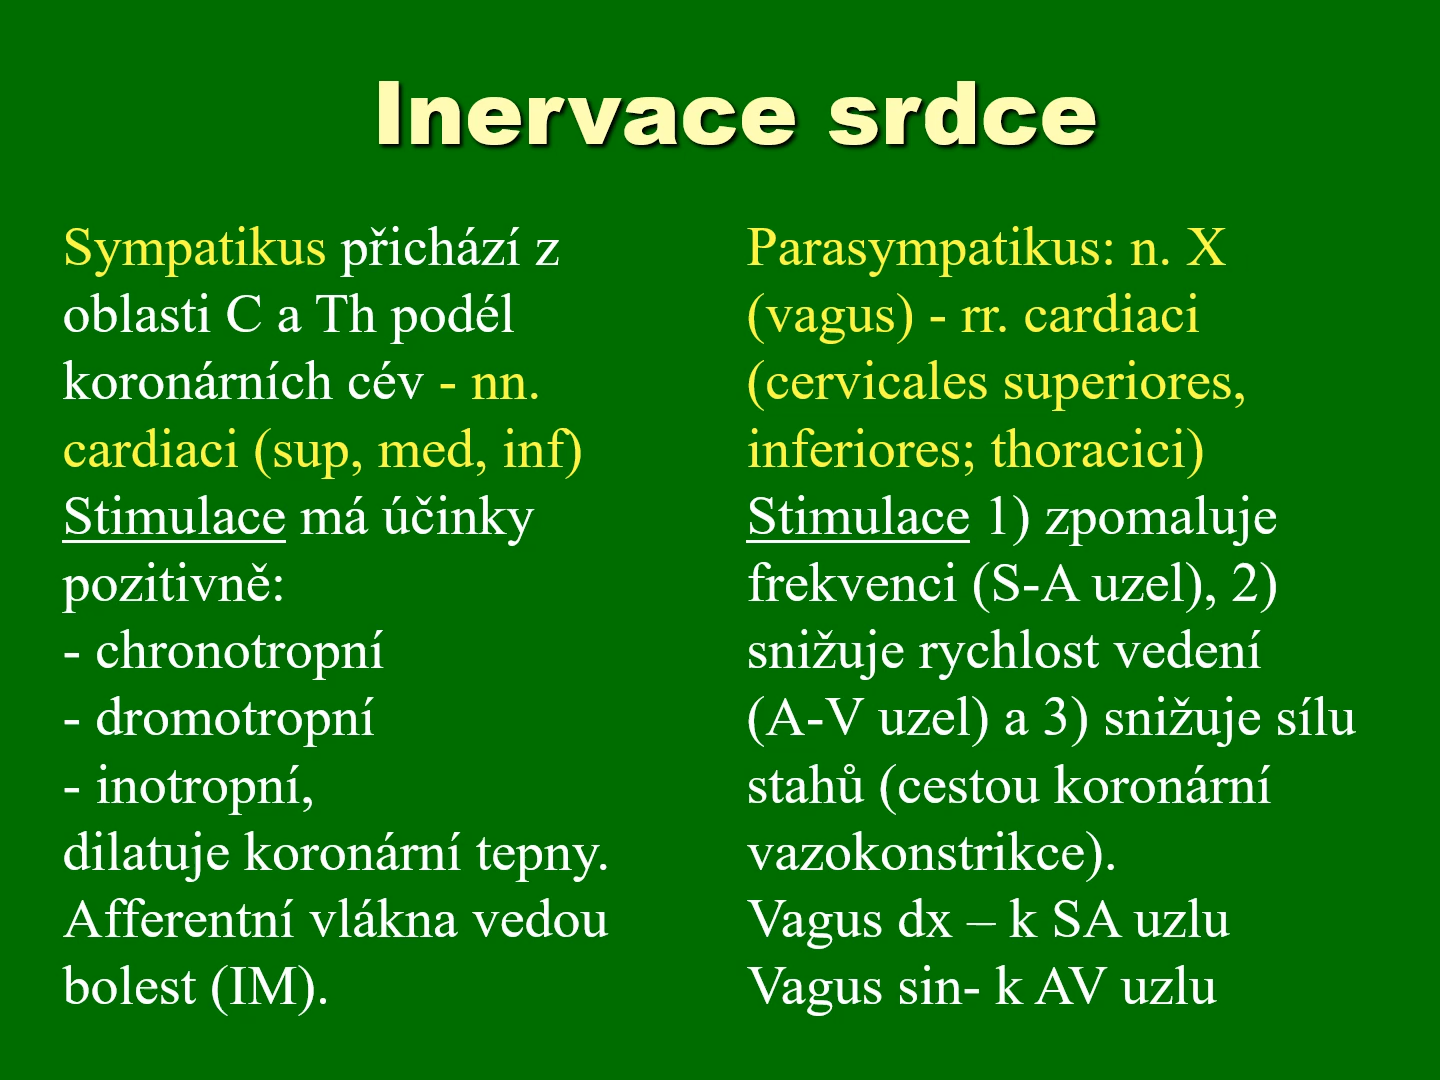 Inervace srdce
Sympatikus přichází z
oblasti C a Th podél
koronárních cév - nn.
cardiaci (sup, med, inf)
Stimulace má účinky
pozitivně:
- chronotropní
- dromotropní
- inotropní,
dilatuje koronární tepny.
Afferentní vlákna vedou
bolest (IM).
Parasympatikus: n. X
(vagus) - rr. cardiaci
(cervicales superiores,
inferiores; thoracici)
Stimulace 1) zpomaluje
frekvenci (S-A uzel), 2)
snižuje rychlost vedení
(A-V uzel) a 3) snižuje sílu
stahů (cestou koronární
vazokonstrikce).
Vagus dx – k SA uzlu
Vagus sin- k AV uzlu